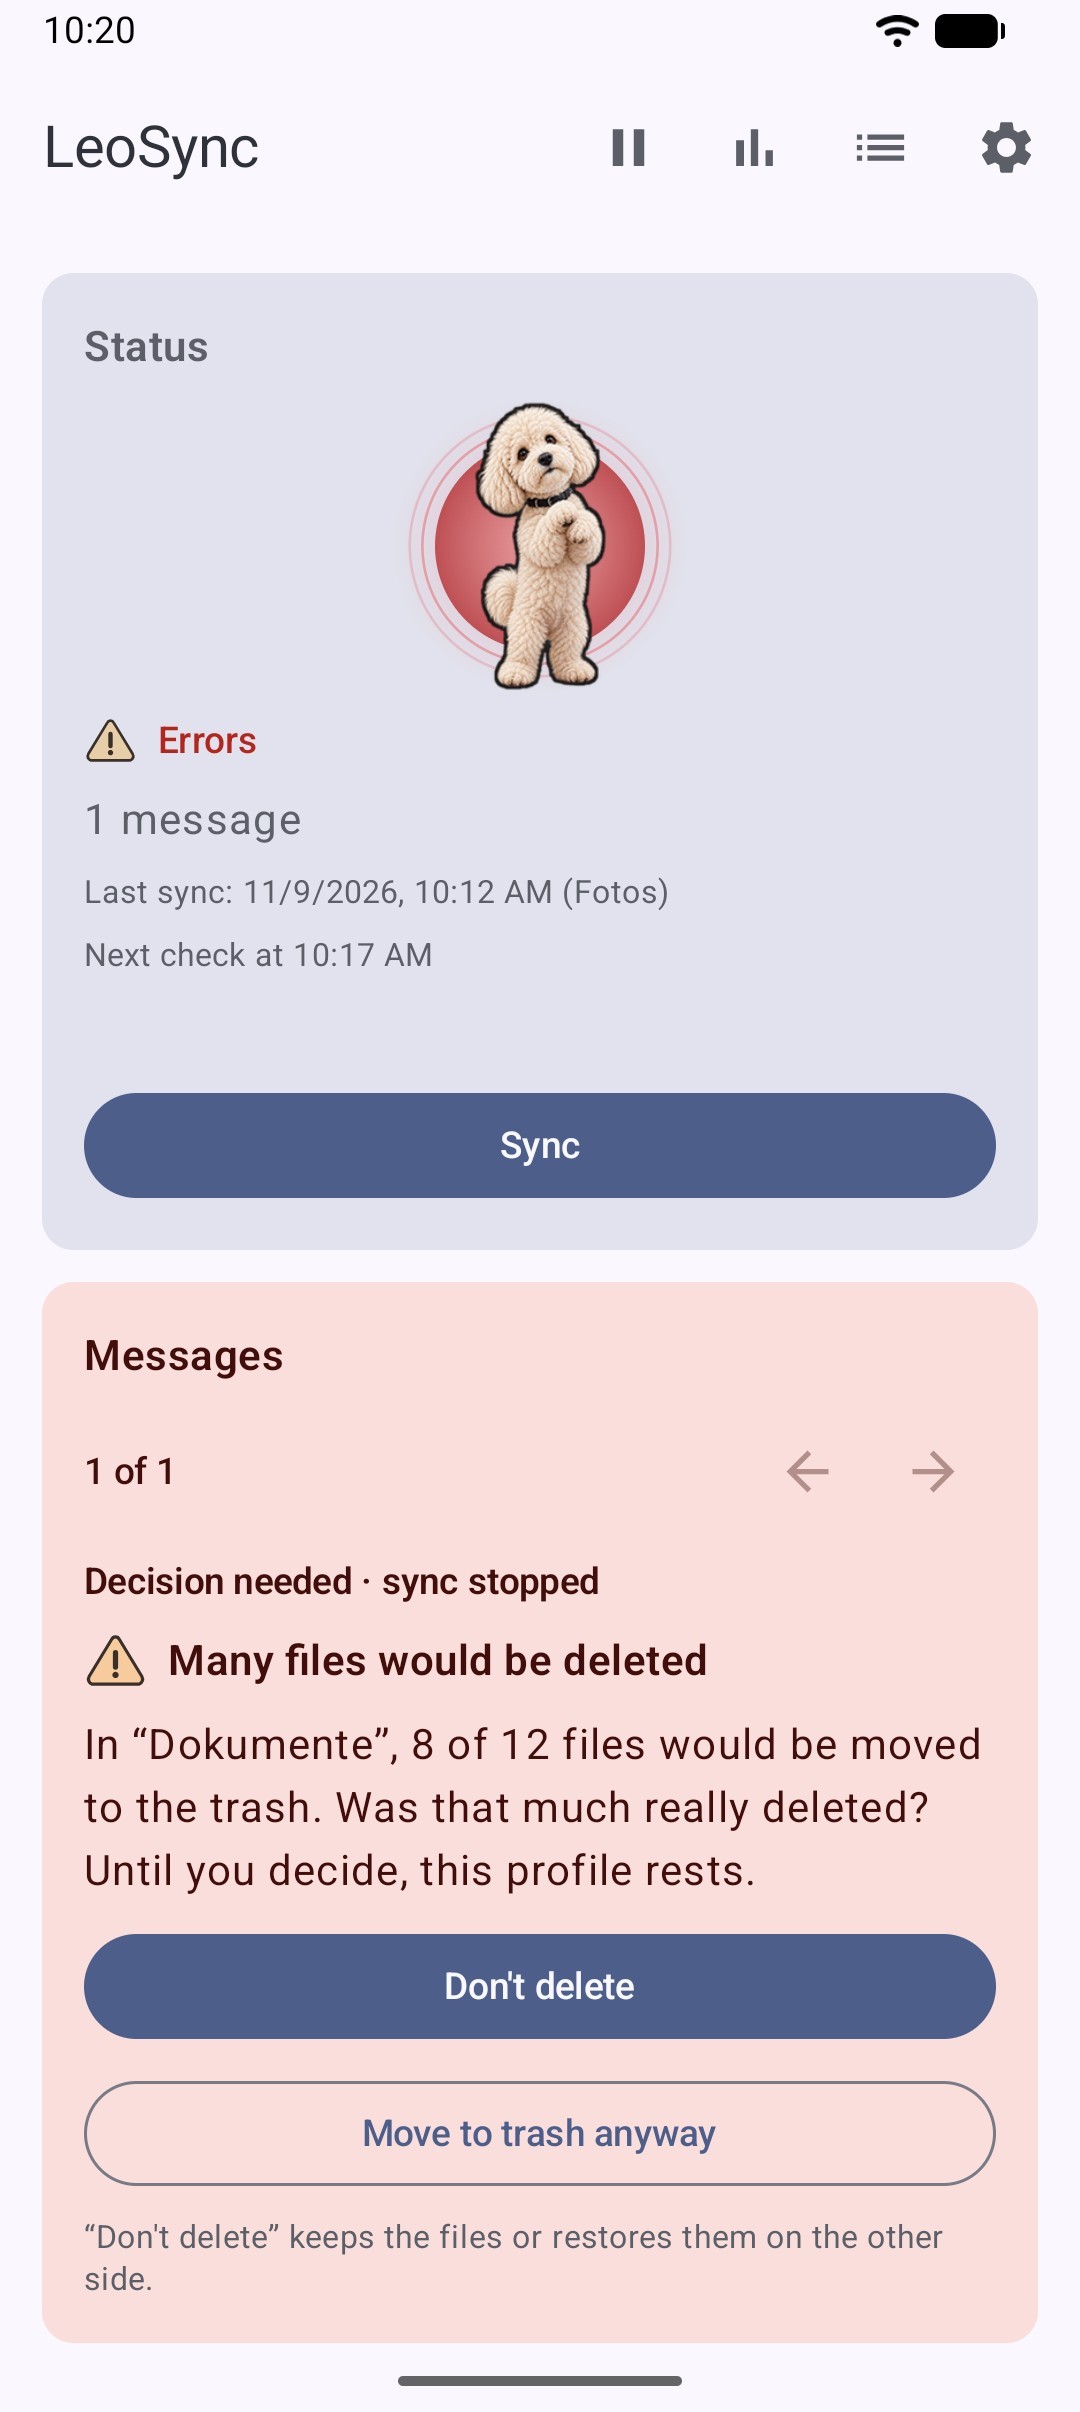 10:20
LeoSync
Status
Errors
1 message
Last sync: 11/9/2026, 10:12 AM (Fotos)
Next check at 10:17 AM
Sync
Messages
1 of 1
Decision needed · sync stopped
Many files would be deleted
In “Dokumente”, 8 of 12 files would be moved
to the trash. Was that much really deleted?
Until you decide, this profile rests.
Don't delete
Move to trash anyway
“Don't delete” keeps the files or restores them on the other
side.